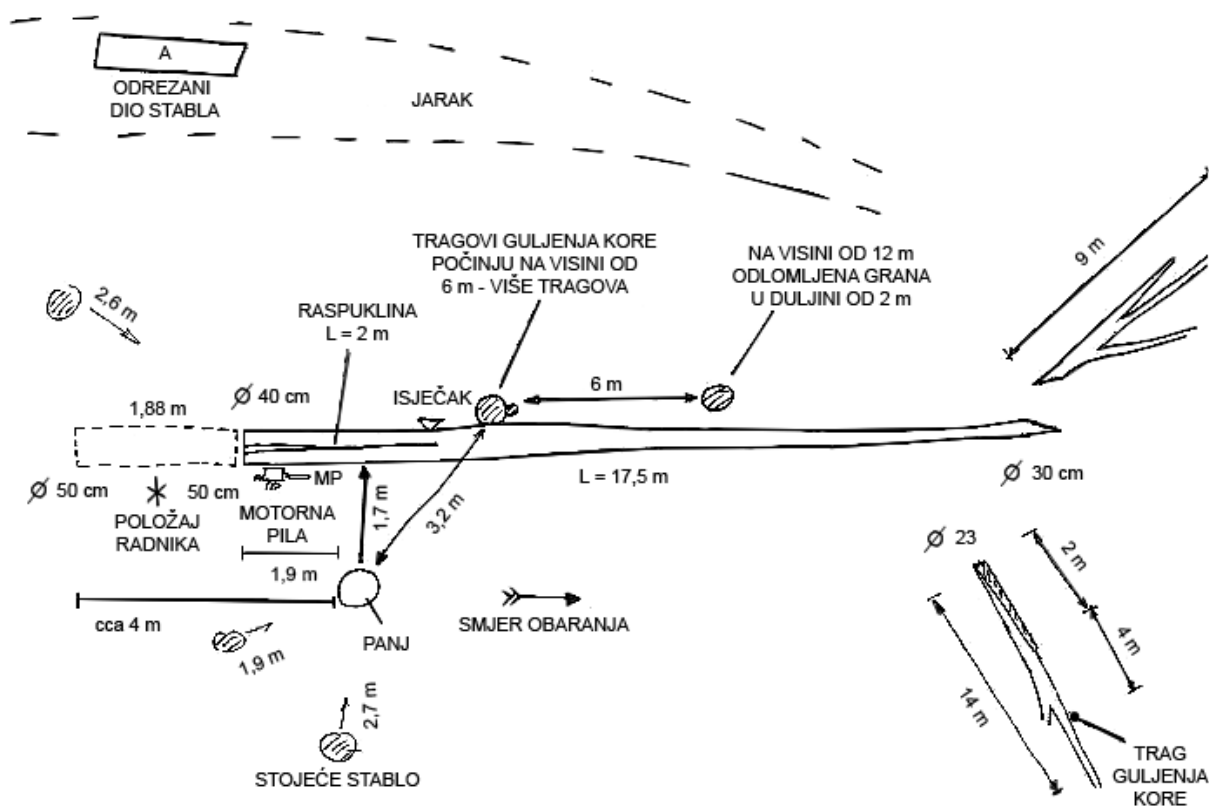 A
ODREZANI
DIO STABLA
JARAK
TRAGOVI GULJENJA KORE
POČINJU NA VISINI OD
6 m - VIŠE TRAGOVA
NA VISINI OD 12 m
ODLOMLJENA GRANA
U DULJINI OD 2 m
9 m
2,6 m
RASPUKLINA
L = 2 m
1,88 m
Ø 40 cm
ISJEČAK
6 m
Ø 50 cm
50 cm
MP
L = 17,5 m
Ø 30 cm
POLOŽAJ
RADNIKA
MOTORNA
PILA
1,7 m
3,2 m
1,9 m
Ø 23
2 m
cca 4 m
1,9 m
PANJ
SMJER OBARANJA
4 m
14 m
2,7 m
STOJEĆE STABLO
TRAG
GULJENJA
KORE